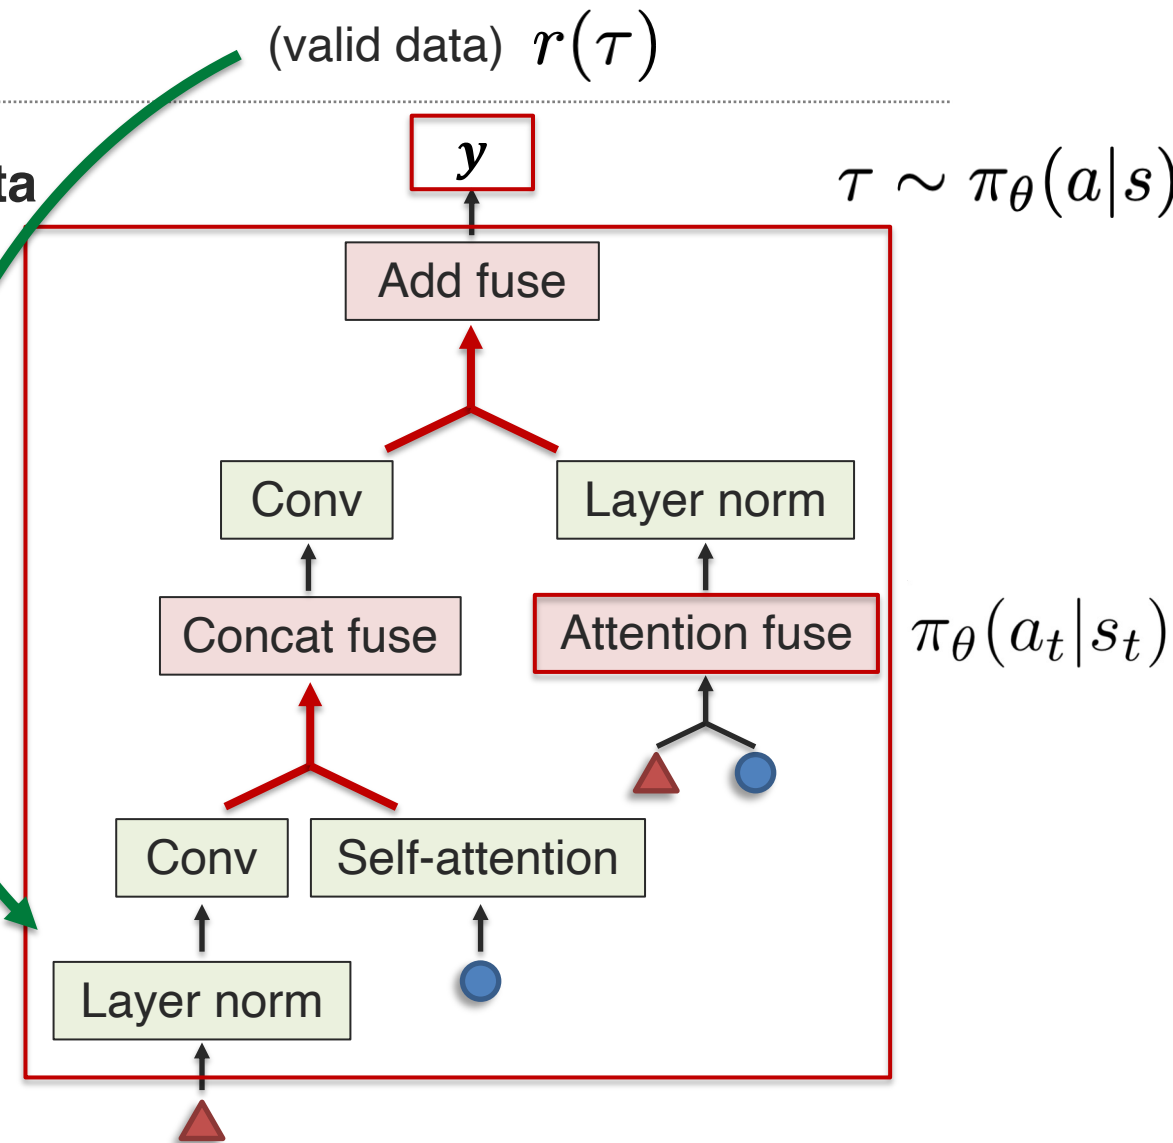 (valid data) r(τ)
y
τ ∼ π_θ(a|s)
Add fuse
Conv
Layer norm
Concat fuse
Attention fuse
π_θ(a_t|s_t)
Conv
Self-attention
Layer norm